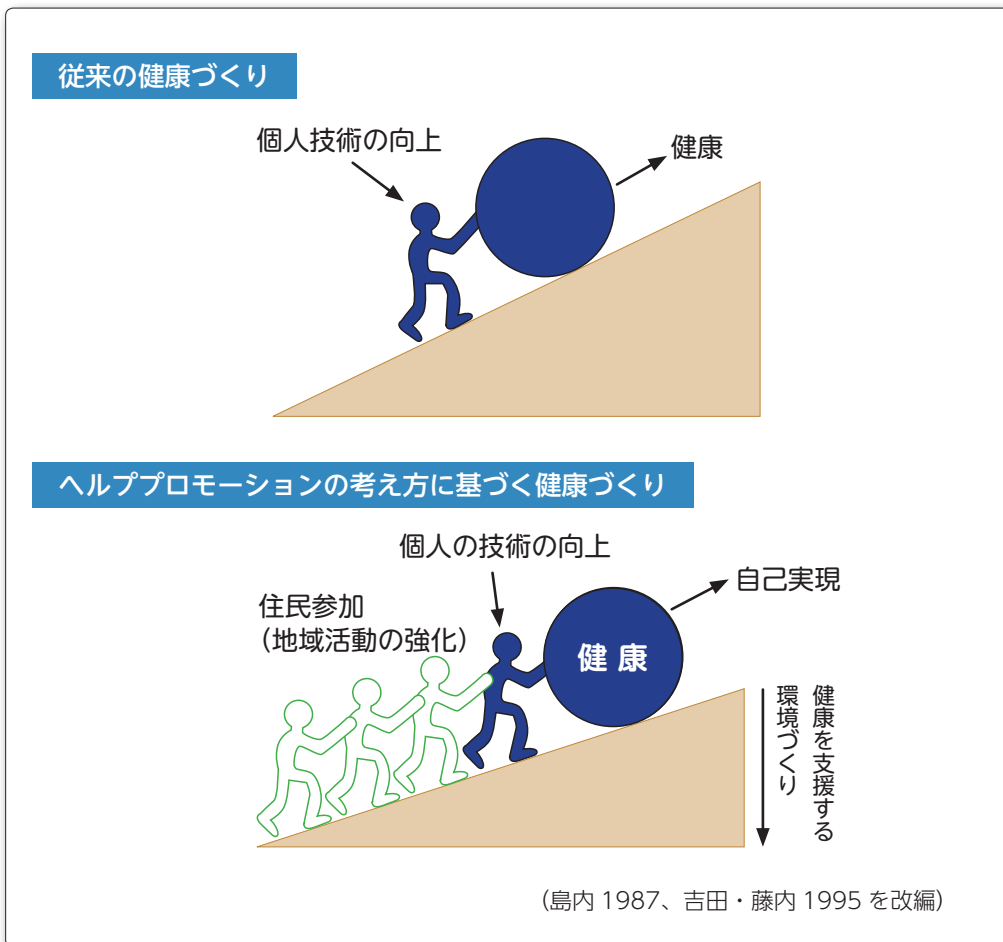 従来の健康づくり
個人技術の向上
健康
ヘルププロモーションの考え方に基づく健康づくり
個人の技術の向上
自己実現
住民参加
（地域活動の強化）
健康
健康を支援する
環境づくり
（島内 1987、吉田・藤内 1995 を改編）